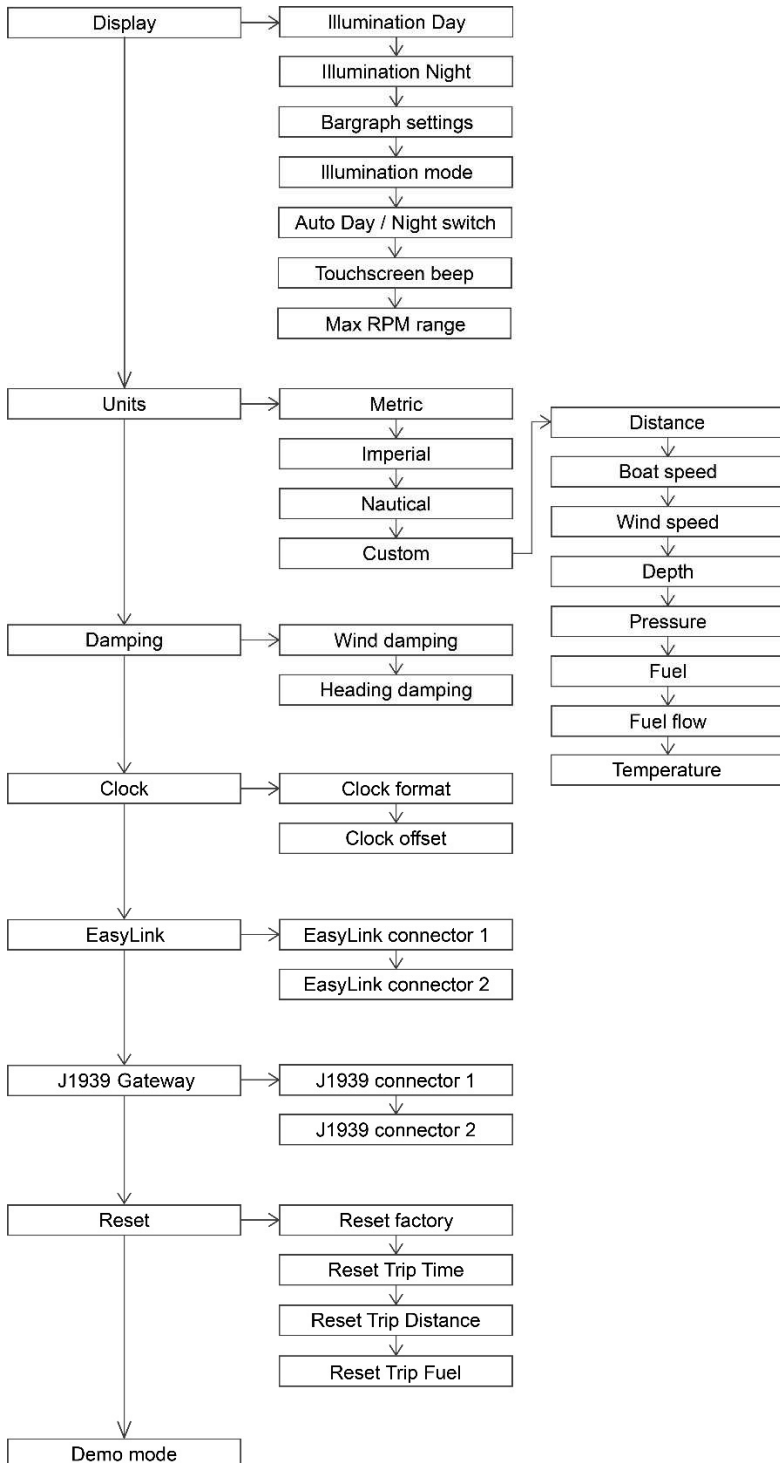 Display
Illumination Day
Illumination Night
Bargraph settings
Illumination mode
Auto Day / Night switch
Touchscreen beep
Max RPM range
Units
Metric
Imperial
Nautical
Custom
Distance
Boat speed
Wind speed
Depth
Pressure
Fuel
Fuel flow
Temperature
Damping
Wind damping
Heading damping
Clock
Clock format
Clock offset
EasyLink
EasyLink connector 1
EasyLink connector 2
J1939 Gateway
J1939 connector 1
J1939 connector 2
Reset
Reset factory
Reset Trip Time
Reset Trip Distance
Reset Trip Fuel
Demo mode